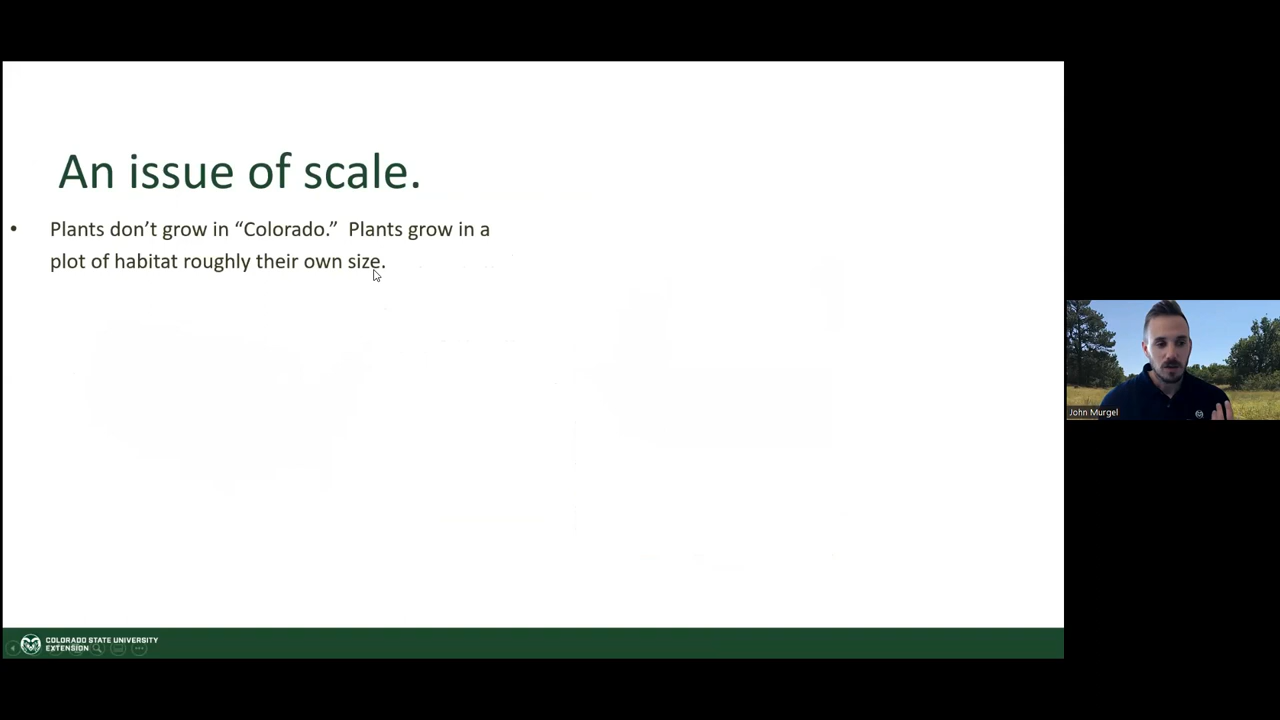 An issue of scale.
• Plants don’t grow in “Colorado.” Plants grow in a
plot of habitat roughly their own size.
John Murgel
COLORADO STATE UNIVERSITY
EXTENSION